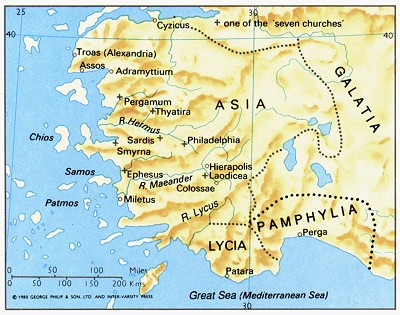 25
30
Cyzicus
+ one of the 'seven churches'
40
40
Troas (Alexandria)
Assos
Adramyttium
GALATIA
Pergamum
ASIA
Thyatira
R. Hermus
Chios
Sardis
Philadelphia
Smyrna
Hierapolis
Samos
Ephesus
Laodicea
R. Maeander
Colossae
Patmos
Miletus
R. Lycus
PAMPHYLIA
LYCIA
Perga
0 50 100 Miles
0 50 100 150 200 Kms
Patara
30
© 1980 GEORGE PHILIP & SON, LTD AND INTER-VARSITY PRESS
Great Sea (Mediterranean Sea)